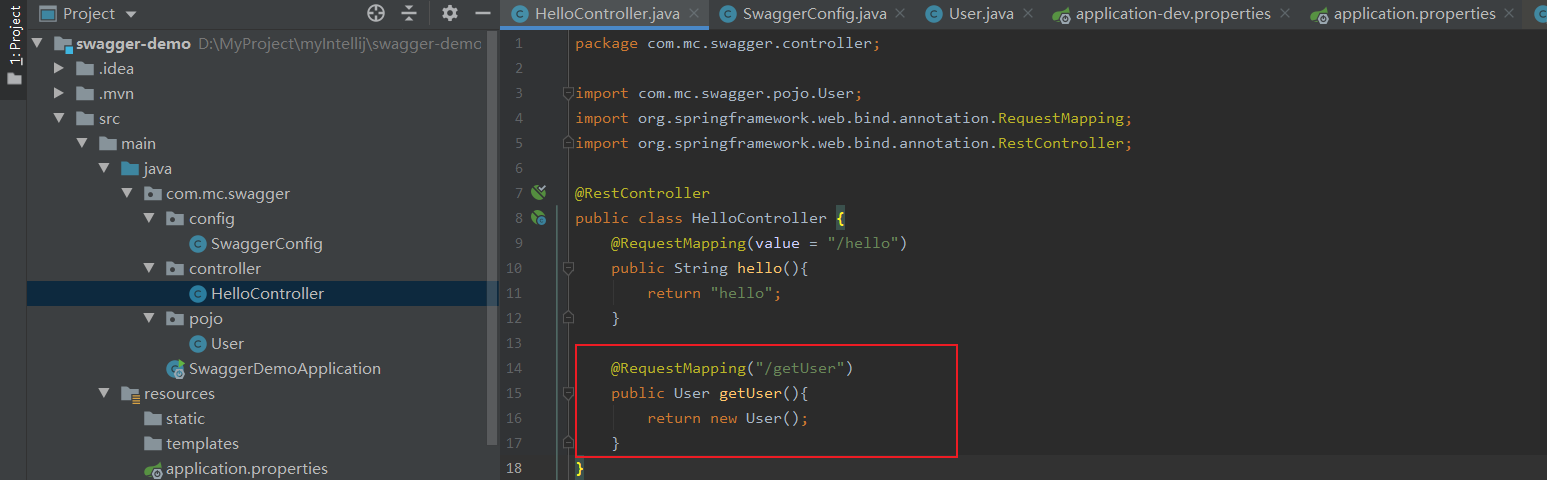 1: Project
Project
swagger-demo D:\MyProject\myIntellij\swagger-demo
.idea
.mvn
src
main
java
com.mc.swagger
config
SwaggerConfig
controller
HelloController
pojo
User
SwaggerDemoApplication
resources
static
templates
application.properties
HelloController.java SwaggerConfig.java User.java application-dev.properties application.properties
1 package com.mc.swagger.controller;
2
3 import com.mc.swagger.pojo.User;
4 import org.springframework.web.bind.annotation.RequestMapping;
5 import org.springframework.web.bind.annotation.RestController;
6
7 @RestController
8 public class HelloController {
9 @RequestMapping(value = "/hello")
10 public String hello(){
11 return "hello";
12 }
13
14 @RequestMapping("/getUser")
15 public User getUser(){
16 return new User();
17 }
18 }